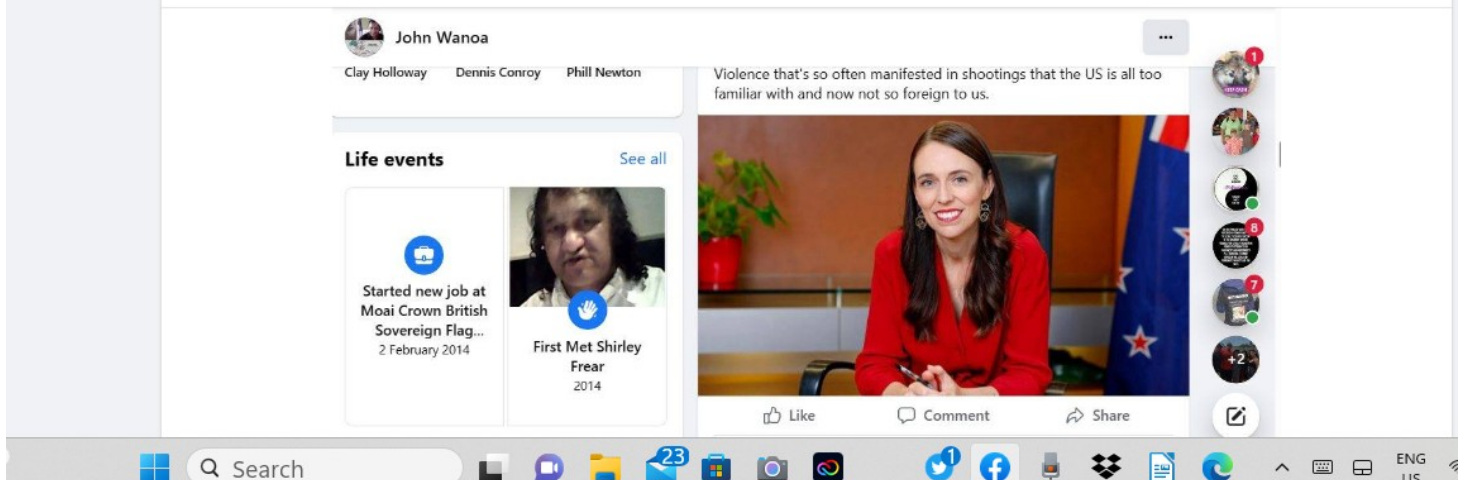 John Wanoa
...
Clay Holloway Dennis Conroy Phill Newton
Violence that's so often manifested in shootings that the US is all too
familiar with and now not so foreign to us.
Life events See all
Started new job at
Moai Crown British
Sovereign Flag...
2 February 2014
First Met Shirley
Frear
2014
Like Comment Share
1
8
7
+2
Search
23
1
ENG
US